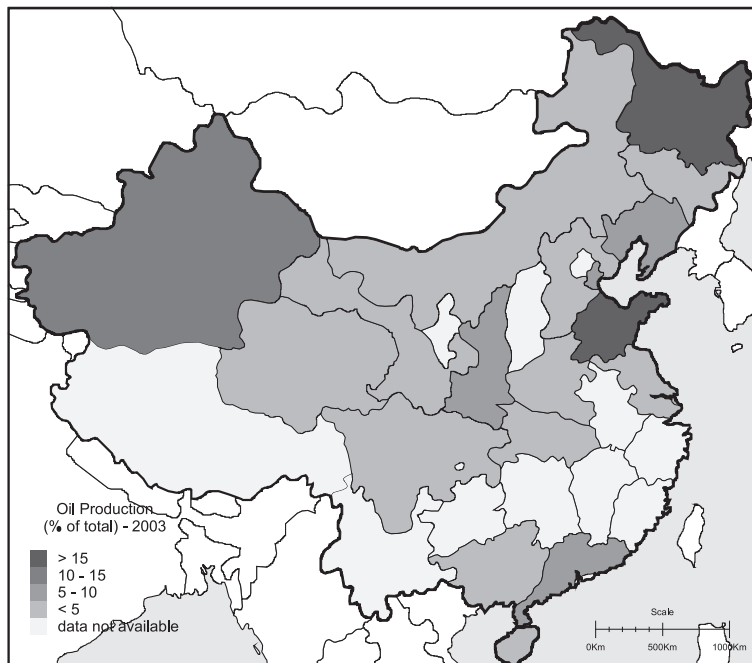 Oil Production
(% of total) - 2003
> 15
10 - 15
5 - 10
< 5
data not available
Scale
0Km 500Km 1000Km